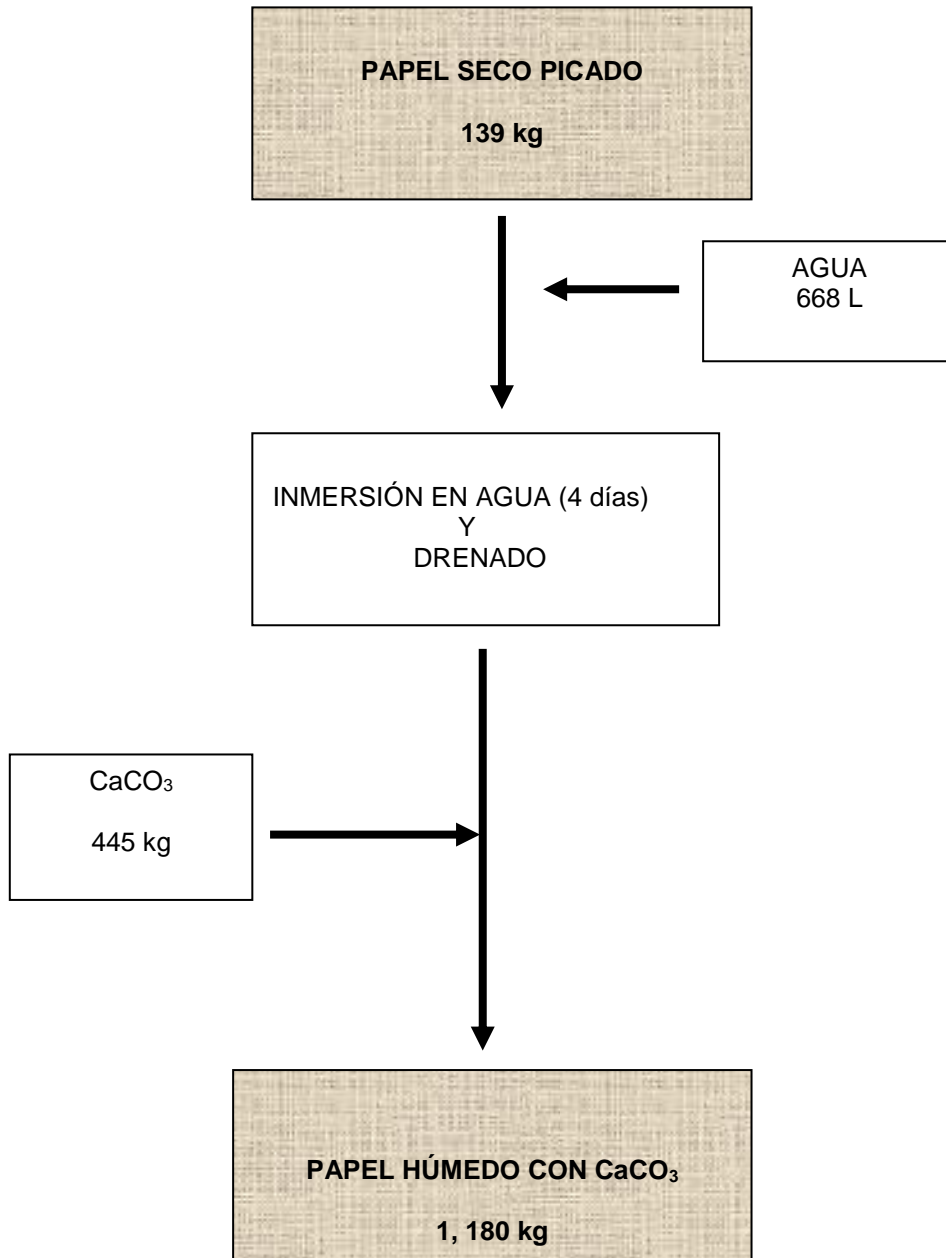 PAPEL SECO PICADO
139 kg
AGUA
668 L
INMERSIÓN EN AGUA (4 días)
Y
DRENADO
CaCO₃
445 kg
PAPEL HÚMEDO CON CaCO₃
1, 180 kg